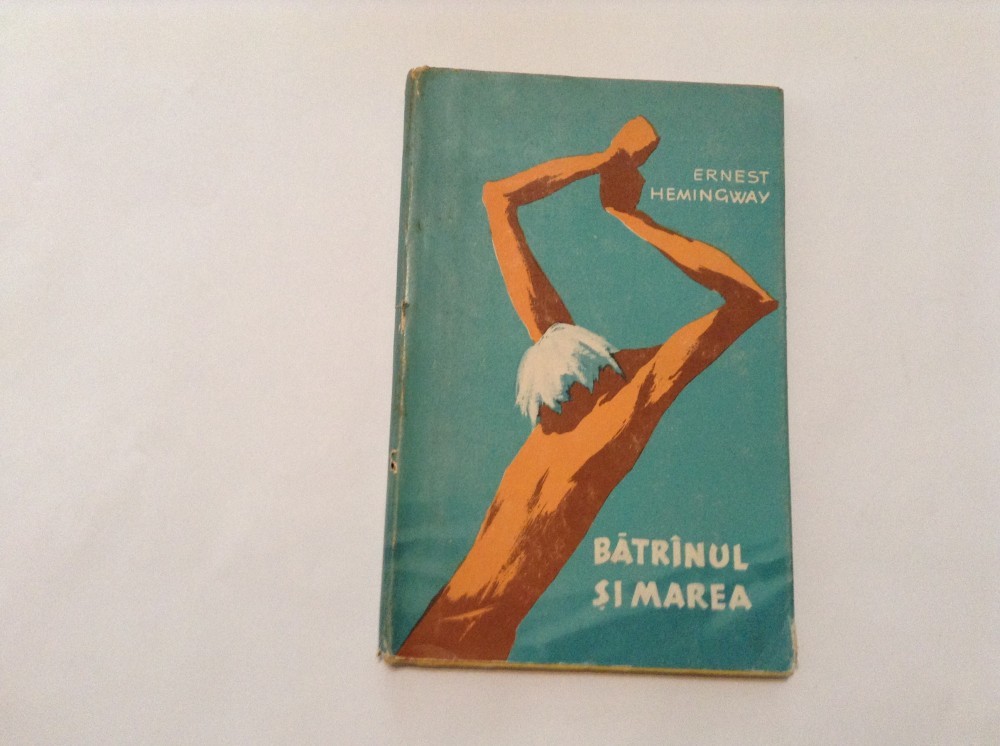 ERNEST
HEMINGWAY
BĂTRÎNUL
ȘI MAREA